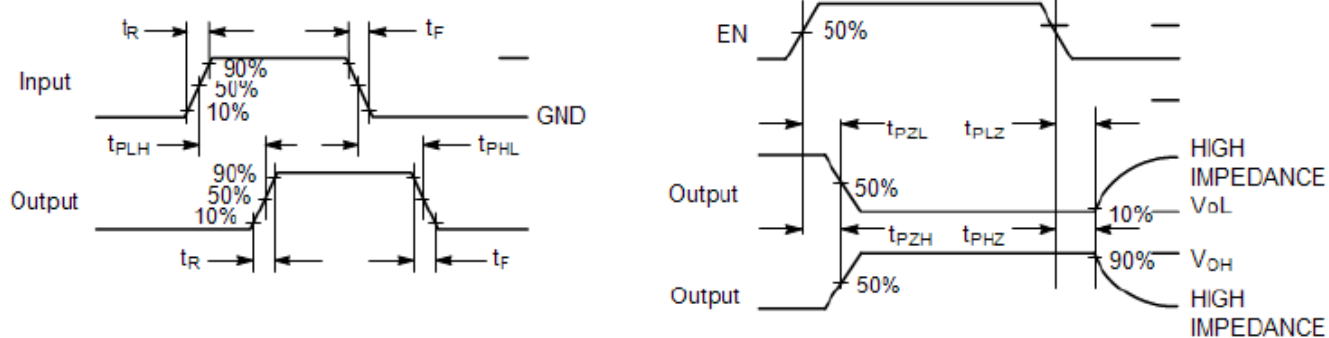 tR
tF
90%
Input
50%
10%
GND
tPLH
tPHL
90%
Output
50%
10%
tR
tF
EN
50%
tPZL
tPLZ
HIGH
IMPEDANCE
Output
50%
10%
VOL
tPZH
tPHZ
90%
VOH
Output
50%
HIGH
IMPEDANCE